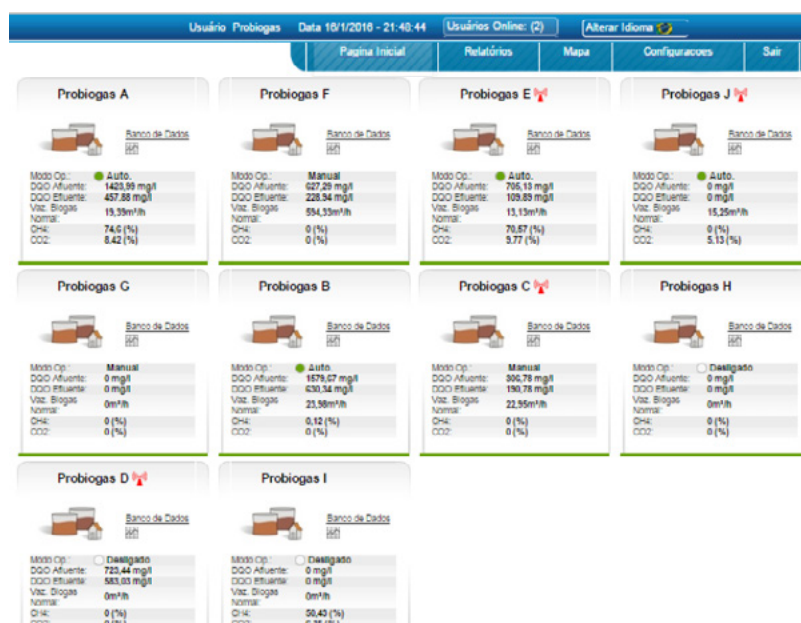 Usuário Probiogas Data 16/1/2016 - 21:48:44 Usuários Online: (2) Alterar Idioma
Pagina Inicial Relatórios Mapa Configuracoes Sair
Probiogas A
Banco de Dados
Modo Op.: Auto.
DQO Afluente: 1423,99 mg/l
DQO Efluente: 457,88 mg/l
Vaz. Biogas Normal: 19,39m³/h
CH4: 74,6 (%)
CO2: 8.42 (%)
Probiogas F
Banco de Dados
Modo Op.: Manual
DQO Afluente: 627,29 mg/l
DQO Efluente: 228,94 mg/l
Vaz. Biogas Normal: 594,33m³/h
CH4: 0 (%)
CO2: 0 (%)
Probiogas E
Banco de Dados
Modo Op.: Auto.
DQO Afluente: 705,13 mg/l
DQO Efluente: 109,89 mg/l
Vaz. Biogas Normal: 13,13m³/h
CH4: 70,57 (%)
CO2: 9.77 (%)
Probiogas J
Banco de Dados
Modo Op.: Auto.
DQO Afluente: 0 mg/l
DQO Efluente: 0 mg/l
Vaz. Biogas Normal: 15,25m³/h
CH4: 0 (%)
CO2: 5.13 (%)
Probiogas G
Banco de Dados
Modo Op.: Manual
DQO Afluente: 0 mg/l
DQO Efluente: 0 mg/l
Vaz. Biogas Normal: 0m³/h
CH4: 0 (%)
CO2: 0 (%)
Probiogas B
Banco de Dados
Modo Op.: Auto.
DQO Afluente: 1579,67 mg/l
DQO Efluente: 630,34 mg/l
Vaz. Biogas Normal: 23,98m³/h
CH4: 0,12 (%)
CO2: 0 (%)
Probiogas C
Banco de Dados
Modo Op.: Manual
DQO Afluente: 306,78 mg/l
DQO Efluente: 190,78 mg/l
Vaz. Biogas Normal: 22,95m³/h
CH4: 0 (%)
CO2: 0 (%)
Probiogas H
Banco de Dados
Modo Op.: Desligado
DQO Afluente: 0 mg/l
DQO Efluente: 0 mg/l
Vaz. Biogas Normal: 0m³/h
CH4: 0 (%)
CO2: 0 (%)
Probiogas D
Banco de Dados
Modo Op.: Desligado
DQO Afluente: 723,44 mg/l
DQO Efluente: 583,03 mg/l
Vaz. Biogas Normal: 0m³/h
CH4: 0 (%)
Probiogas I
Banco de Dados
Modo Op.: Desligado
DQO Afluente: 0 mg/l
DQO Efluente: 0 mg/l
Vaz. Biogas Normal: 0m³/h
CH4: 50,43 (%)